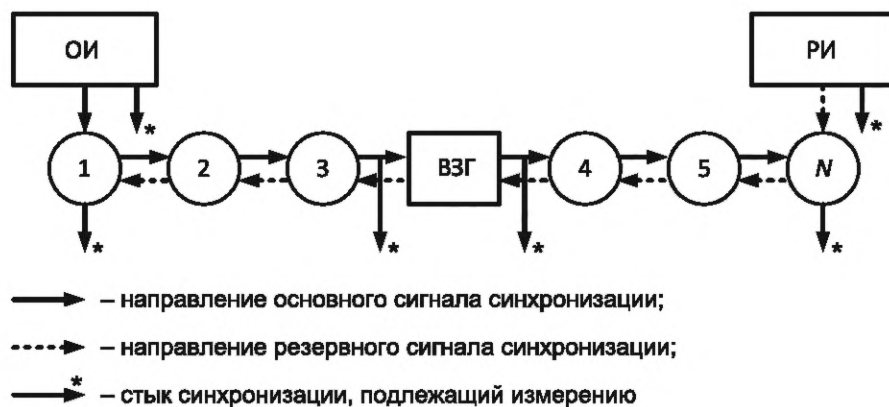 ОИ РИ
* *
1 2 3 ВЗГ 4 5 N
* * * *
– направление основного сигнала синхронизации;
– направление резервного сигнала синхронизации;
* – стык синхронизации, подлежащий измерению